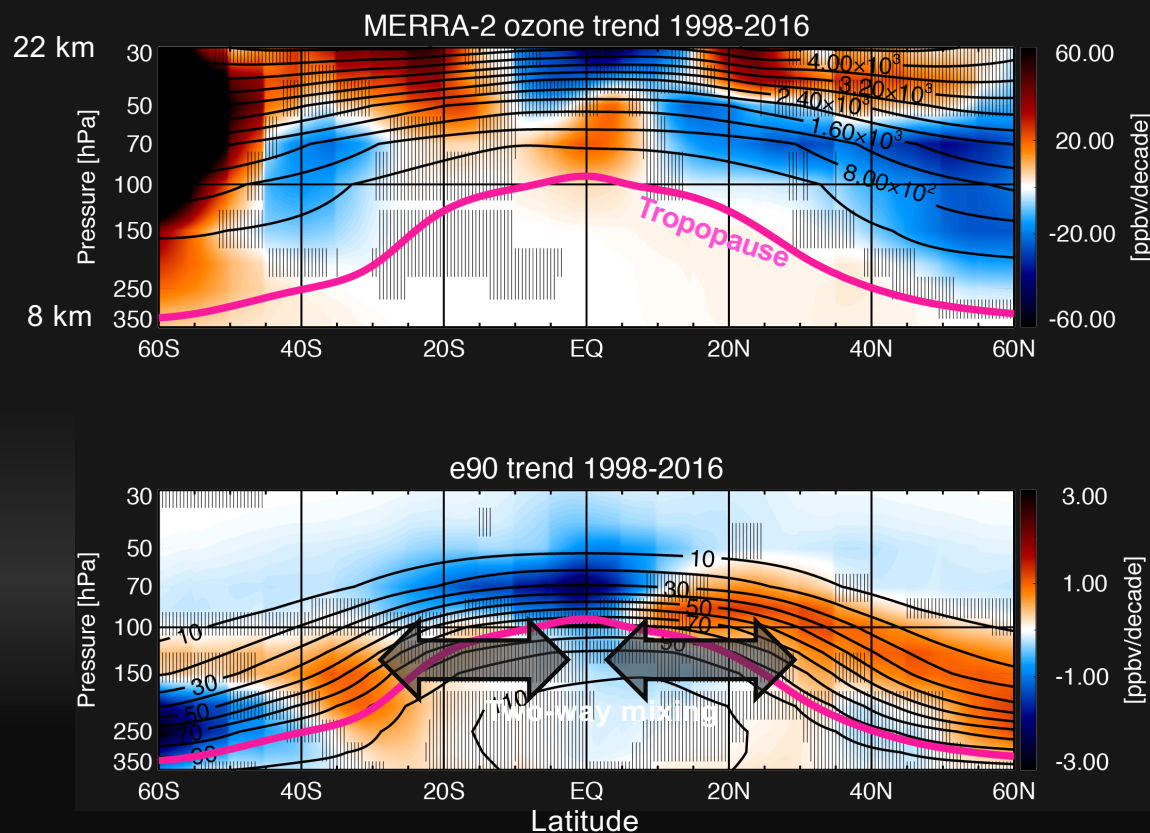 MERRA-2 ozone trend 1998-2016
22 km
8 km
Pressure [hPa]
30
50
70
100
150
250
350
4.00×10³
3.20×10³
2.40×10³
1.60×10³
8.00×10²
Tropopause
60S
40S
20S
EQ
20N
40N
60N
60.00
20.00
-20.00
-60.00
[ppbv/decade]
e90 trend 1998-2016
Pressure [hPa]
30
50
70
100
150
250
350
10
30
50
70
90
10
30
50
70
90
110
Two-way mixing
60S
40S
20S
EQ
20N
40N
60N
Latitude
3.00
1.00
-1.00
-3.00
[ppbv/decade]